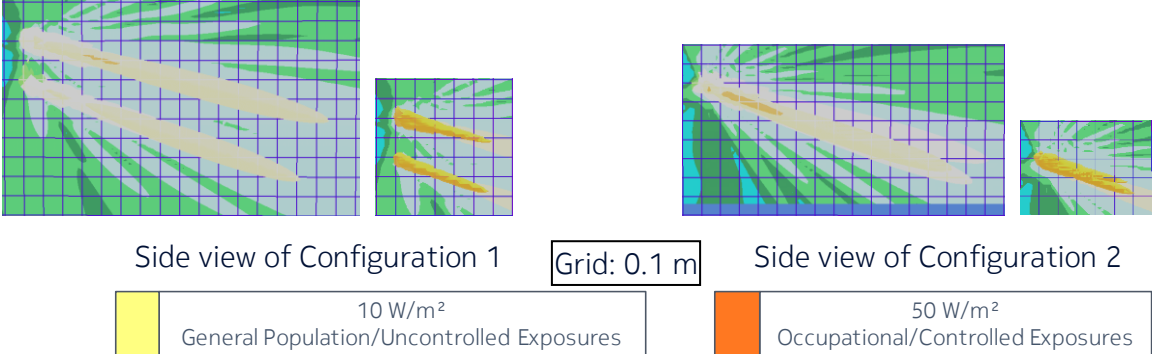 Side view of Configuration 1
Grid: 0.1 m
Side view of Configuration 2
10 W/m²
General Population/Uncontrolled Exposures
50 W/m²
Occupational/Controlled Exposures